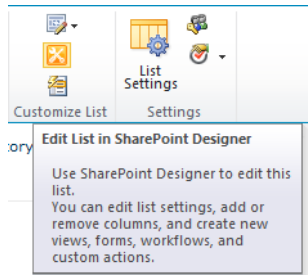 List
Settings
Customize List
Settings
ory
Edit List in SharePoint Designer
Use SharePoint Designer to edit this
list.
You can edit list settings, add or
remove columns, and create new
views, forms, workflows, and
custom actions.